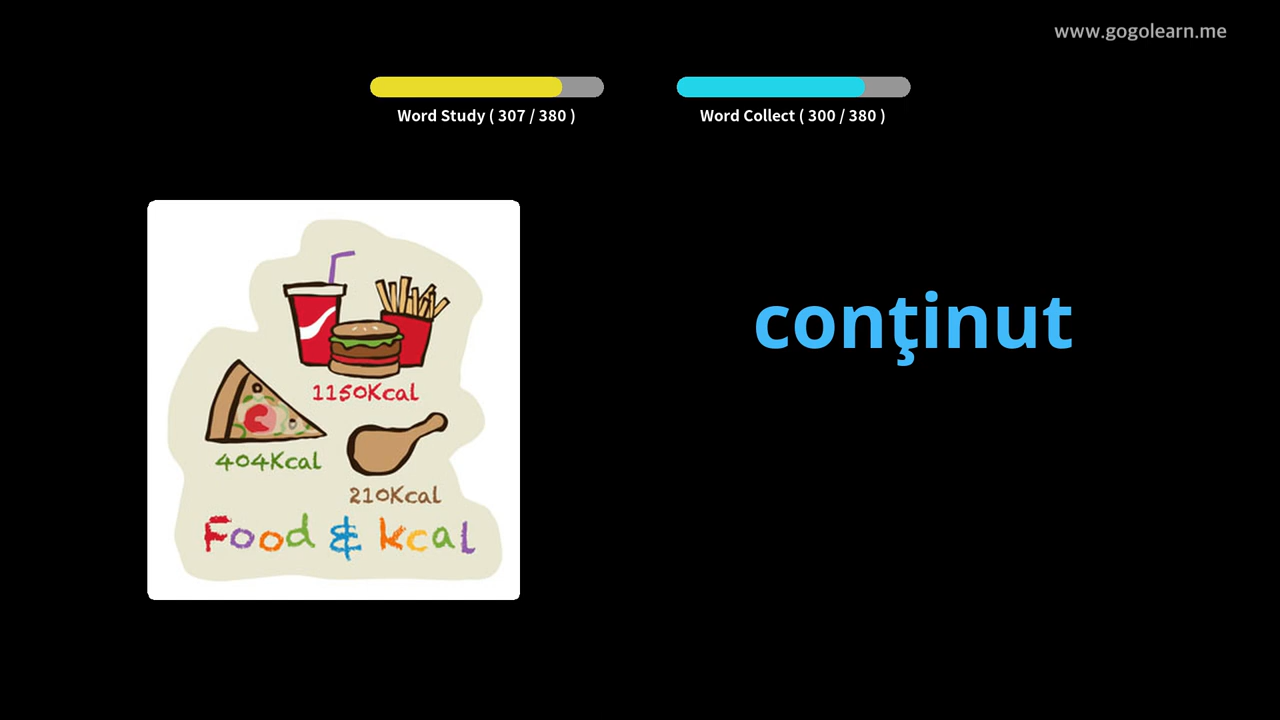 www.gogolearn.me
Word Study ( 307 / 380 )
Word Collect ( 300 / 380 )
conţinut
1150Kcal
404Kcal
210Kcal
Food & kcal